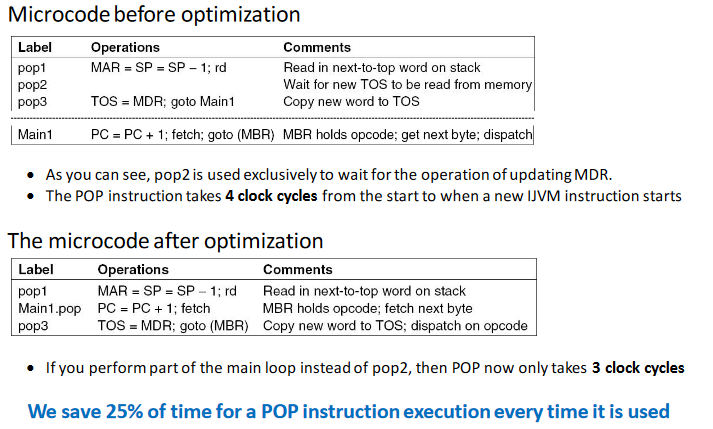 Microcode before optimization
Label Operations Comments
pop1 MAR = SP = SP – 1; rd Read in next-to-top word on stack
pop2 Wait for new TOS to be read from memory
pop3 TOS = MDR; goto Main1 Copy new word to TOS
Main1 PC = PC + 1; fetch; goto (MBR) MBR holds opcode; get next byte; dispatch
• As you can see, pop2 is used exclusively to wait for the operation of updating MDR.
• The POP instruction takes 4 clock cycles from the start to when a new IJVM instruction starts
The microcode after optimization
Label Operations Comments
pop1 MAR = SP = SP – 1; rd Read in next-to-top word on stack
Main1.pop PC = PC + 1; fetch MBR holds opcode; fetch next byte
pop3 TOS = MDR; goto (MBR) Copy new word to TOS; dispatch on opcode
• If you perform part of the main loop instead of pop2, then POP now only takes 3 clock cycles
We save 25% of time for a POP instruction execution every time it is used